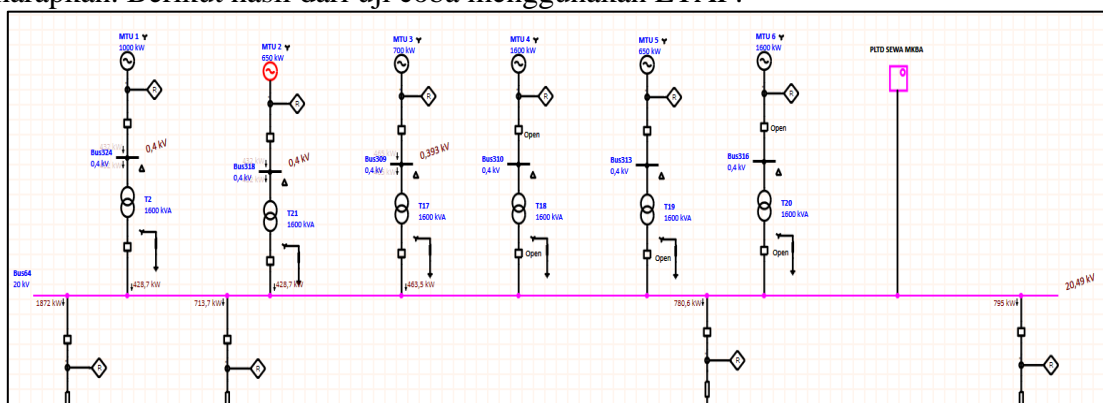 harapkan. Berikut hasil dari uji coba menggunakan ETAP.
MTU 1
1000 kW
MTU 2
650 kW
MTU 3
700 kW
MTU 4
1600 kW
MTU 5
650 kW
MTU 6
1600 kW
PLTD SEWA MKBA
R
R
R
R
R
R
Open
Open
Bus324
0,4 kV
0,4 kV
Bus318
0,4 kV
0,4 kV
Bus309
0,4 kV
0,393 kV
Bus310
0,4 kV
Bus313
0,4 kV
Bus316
0,4 kV
T2
1600 kVA
T21
1600 kVA
T17
1600 kVA
T18
1600 kVA
T19
1600 kVA
T20
1600 kVA
Open
Open
Open
Bus64
20 kV
428,7 kW
428,7 kW
463,5 kW
20,49 kV
1872 kW
713,7 kW
780,6 kW
795 kW
R
R
R
R